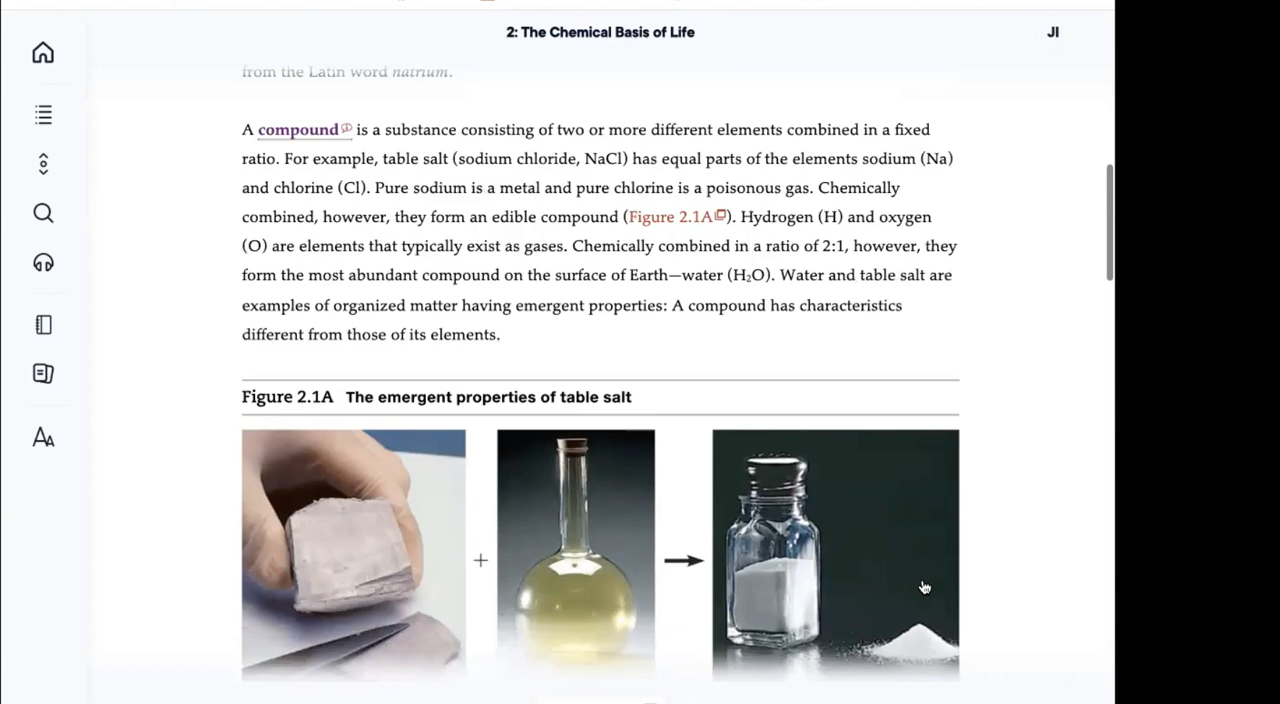 2: The Chemical Basis of Life
JI
from the Latin word natrium.
A compound is a substance consisting of two or more different elements combined in a fixed
ratio. For example, table salt (sodium chloride, NaCl) has equal parts of the elements sodium (Na)
and chlorine (Cl). Pure sodium is a metal and pure chlorine is a poisonous gas. Chemically
combined, however, they form an edible compound (Figure 2.1A). Hydrogen (H) and oxygen
(O) are elements that typically exist as gases. Chemically combined in a ratio of 2:1, however, they
form the most abundant compound on the surface of Earth—water (H₂O). Water and table salt are
examples of organized matter having emergent properties: A compound has characteristics
different from those of its elements.
Figure 2.1A The emergent properties of table salt
+
AA